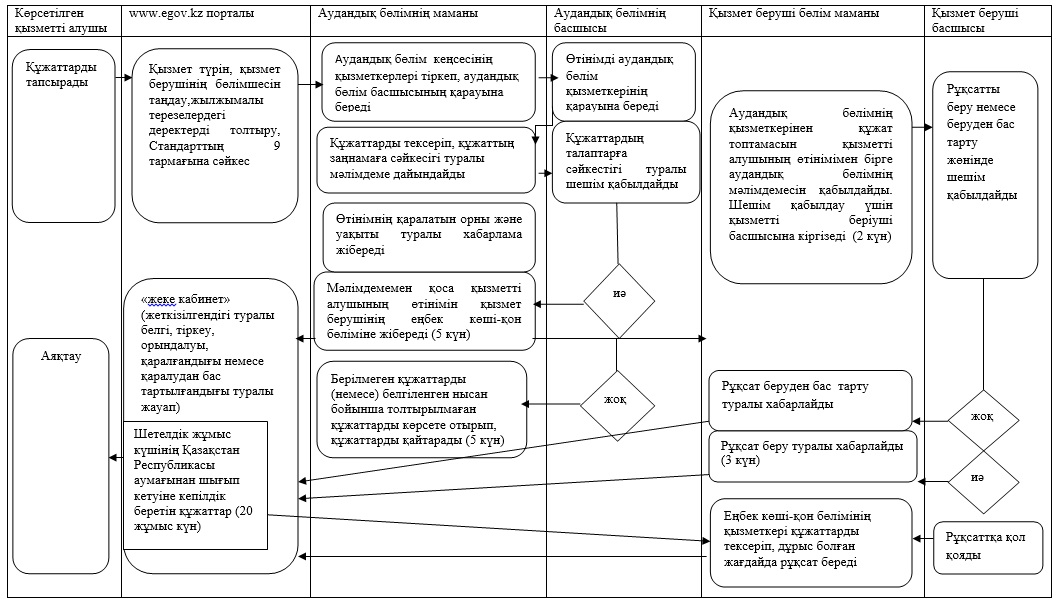 Көрсетілген
қызметті алушы
www.egov.kz порталы
Аудандық бөлімнің маманы
Аудандық бөлімнің
басшысы
Қызмет беруші бөлім маманы
Қызмет беруші
басшысы
Құжаттарды
тапсырады
Қызмет түрін, қызмет
берушінің бөлімшесін
таңдау,жылжымалы
терезелердегі
деректерді толтыру,
Стандарттың 9
тармағына сәйкес
Аудандық бөлім кеңсесінің
қызметкерлері тіркеп, аудандық
бөлім басшысының қарауына
береді
Өтінімді аудандық
бөлім
қызметкерінің
қарауына береді
Құжаттарды тексеріп, құжаттың
заңнамаға сәйкесігі туралы
мәлімдеме дайындайды
Құжаттардың
талаптарға
сәйкестігі туралы
шешім қабылдайды
Аудандық бөлімнің
қызметкерінен құжат
топтамасын қызметті
алушының өтінімімен бірге
аудандық бөлімнің
мәлімдемесін қабылдайды.
Шешім қабылдау үшін
қызметті беріуші
басшысына кіргізеді (2 күн)
Рұқсатты
беру немесе
беруден бас
тарту
жөнінде
шешім
қабылдайды
Өтінімнің қаралатын орны және
уақыты туралы хабарлама
жібереді
Мәлімдемемен қоса қызметті
алушының өтінімін қызмет
берушінің еңбек көші-қон
бөліміне жібереді (5 күн)
иә
«жеке кабинет»
(жеткізілгендігі туралы
белгі, тіркеу,
орындалуы,
қаралғандығы немесе
қаралудан бас
тартылғандығы туралы
жауап)
Аяқтау
Берілмеген құжаттарды
(немесе) белгіленген нысан
бойынша толтырылмаған
құжаттарды көрсете отырып,
құжаттарды қайтарады (5 күн)
жоқ
Рұқсат беруден бас тарту
туралы хабарлайды
жоқ
Шетелдік жұмыс
күшінің Қазақстан
Республикасы
аумағынан шығып
кетуіне кепілдік
беретін құжаттар (20
жұмыс күн)
Рұқсат беру туралы хабарлайды
(3 күн)
иә
Еңбек көші-қон бөлімінің
қызметкері құжаттарды
тексеріп, дұрыс болған
жағдайда рұқсат береді
Рұқсатқа қол
қояды